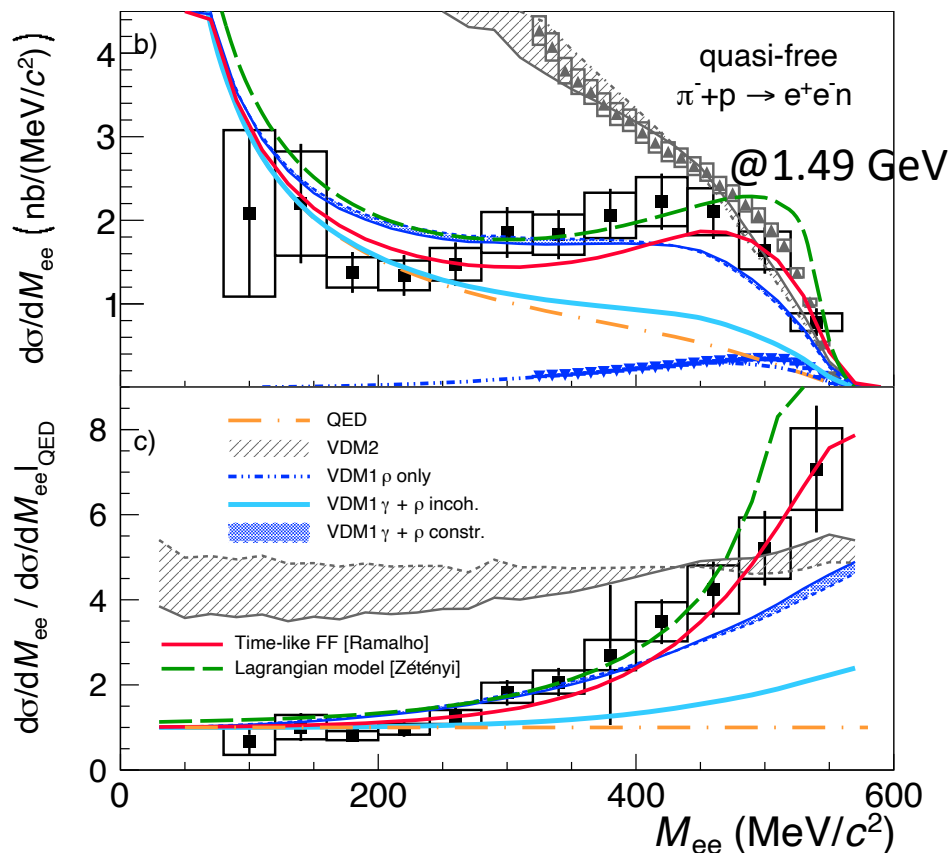 dσ/dM_ee ( nb/(MeV/c²) )
4
3
2
1
b)
quasi-free
π⁻+p → e⁺e⁻n
@1.49 GeV
dσ/dM_ee / dσ/dM_ee|_QED
8
6
4
2
0
c)
QED
VDM2
VDM1 ρ only
VDM1 γ + ρ incoh.
VDM1 γ + ρ constr.
Time-like FF [Ramalho]
Lagrangian model [Zétényi]
0 200 400 600
M_ee (MeV/c²)